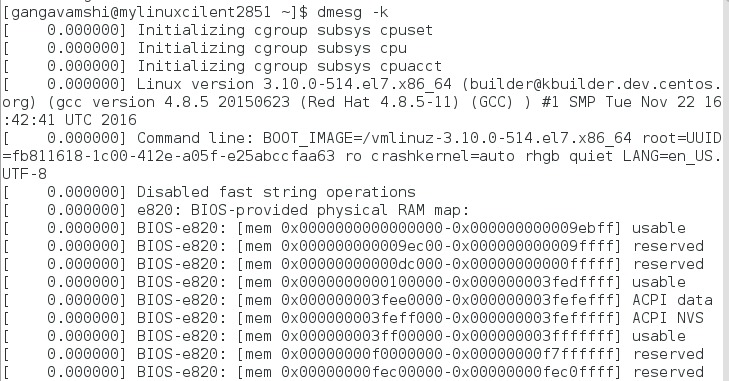 [gangavamshi@mylinuxcilent2851 ~]$ dmesg -k
[    0.000000] Initializing cgroup subsys cpuset
[    0.000000] Initializing cgroup subsys cpu
[    0.000000] Initializing cgroup subsys cpuacct
[    0.000000] Linux version 3.10.0-514.el7.x86_64 (builder@kbuilder.dev.centos.
org) (gcc version 4.8.5 20150623 (Red Hat 4.8.5-11) (GCC) ) #1 SMP Tue Nov 22 16
:42:41 UTC 2016
[    0.000000] Command line: BOOT_IMAGE=/vmlinuz-3.10.0-514.el7.x86_64 root=UUID
=fb811618-1c00-412e-a05f-e25abccfaa63 ro crashkernel=auto rhgb quiet LANG=en_US.
UTF-8
[    0.000000] Disabled fast string operations
[    0.000000] e820: BIOS-provided physical RAM map:
[    0.000000] BIOS-e820: [mem 0x0000000000000000-0x000000000009ebff] usable
[    0.000000] BIOS-e820: [mem 0x000000000009ec00-0x000000000009ffff] reserved
[    0.000000] BIOS-e820: [mem 0x00000000000dc000-0x00000000000fffff] reserved
[    0.000000] BIOS-e820: [mem 0x0000000000100000-0x000000003fedffff] usable
[    0.000000] BIOS-e820: [mem 0x000000003fee0000-0x000000003fefefff] ACPI data
[    0.000000] BIOS-e820: [mem 0x000000003feff000-0x000000003fefffff] ACPI NVS
[    0.000000] BIOS-e820: [mem 0x000000003ff00000-0x000000003fffffff] usable
[    0.000000] BIOS-e820: [mem 0x00000000f0000000-0x00000000f7ffffff] reserved
[    0.000000] BIOS-e820: [mem 0x00000000fec00000-0x00000000fec0ffff] reserved